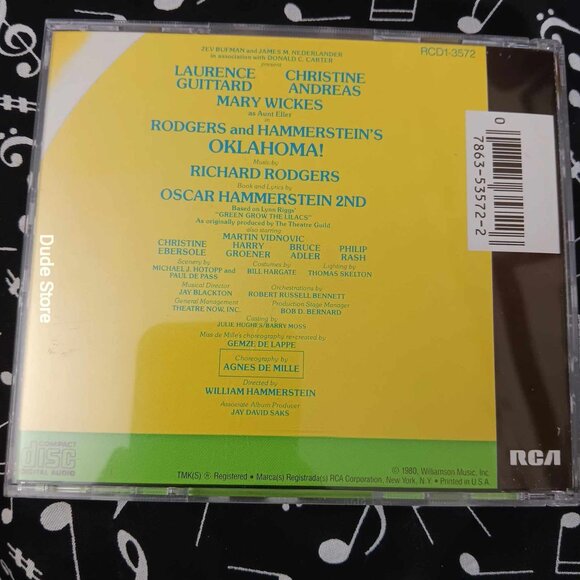 ZEV BUFMAN and JAMES M. NEDERLANDER
in association with DONALD C. CARTER
present
LAURENCE GUITTARD CHRISTINE ANDREAS
MARY WICKES
as Aunt Eller
in
RODGERS and HAMMERSTEIN'S
OKLAHOMA!
Music by
RICHARD RODGERS
Book and Lyrics by
OSCAR HAMMERSTEIN 2ND
Based on Lynn Riggs'
"GREEN GROW THE LILACS"
As originally produced by The Theatre Guild
also starring
MARTIN VIDNOVIC
CHRISTINE EBERSOLE HARRY GROENER BRUCE ADLER PHILIP RASH
Scenery by
MICHAEL J. HOTOPP and PAUL DE PASS
Costumes by
BILL HARGATE
Lighting by
THOMAS SKELTON
Musical Director
JAY BLACKTON
Orchestrations by
ROBERT RUSSELL BENNETT
General Management
THEATRE NOW, INC.
Production Stage Manager
BOB D. BERNARD
Casting by
JULIE HUGHES/BARRY MOSS
Miss de Mille's choreography re-created by
GEMZE DE LAPPE
Choreography by
AGNES DE MILLE
Directed by
WILLIAM HAMMERSTEIN
Associate Album Producer
JAY DAVID SAKS
RCD1-3572
0
7863-53572-2
Dude Store
COMPACT
disc
DIGITAL AUDIO
© 1980, Williamson Music, Inc.
TMK(S) ® Registered • Marca(s) Registrada(s) RCA Corporation, New York, N.Y. • Printed in U.S.A.
RCA